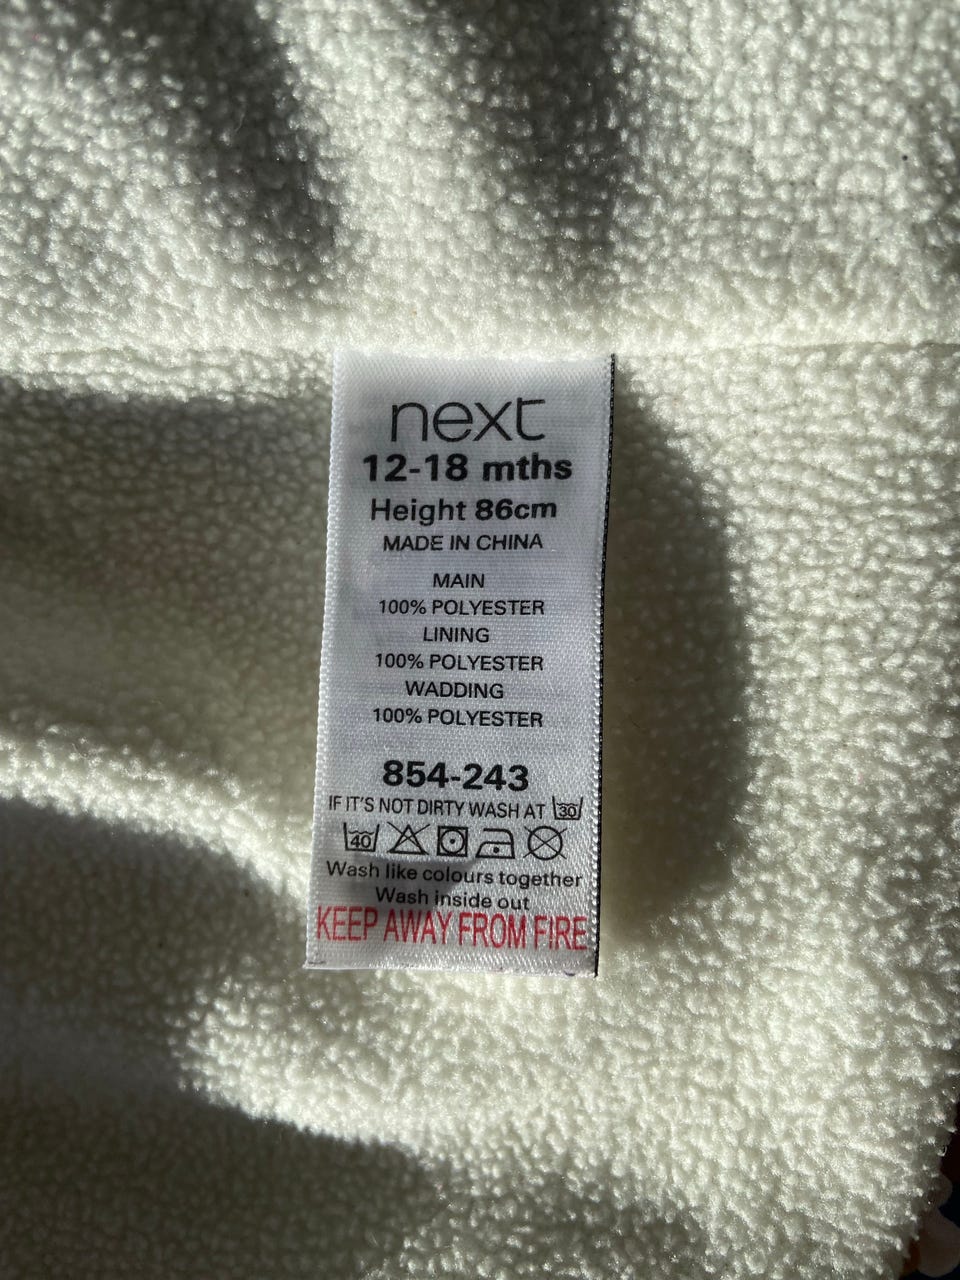 next
12-18 mths
Height 86cm
MADE IN CHINA
MAIN
100% POLYESTER
LINING
100% POLYESTER
WADDING
100% POLYESTER
854-243
IF IT'S NOT DIRTY WASH AT 30
40
Wash like colours together
Wash inside out
KEEP AWAY FROM FIRE